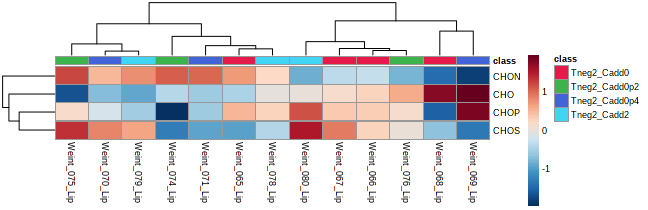 class
CHON
CHO
CHOP
CHOS
Weint_075_Lip
Weint_070_Lip
Weint_079_Lip
Weint_074_Lip
Weint_071_Lip
Weint_065_Lip
Weint_078_Lip
Weint_080_Lip
Weint_067_Lip
Weint_066_Lip
Weint_076_Lip
Weint_068_Lip
Weint_069_Lip
1
0
-1
class
Tneg2_Cadd0
Tneg2_Cadd0p2
Tneg2_Cadd0p4
Tneg2_Cadd2